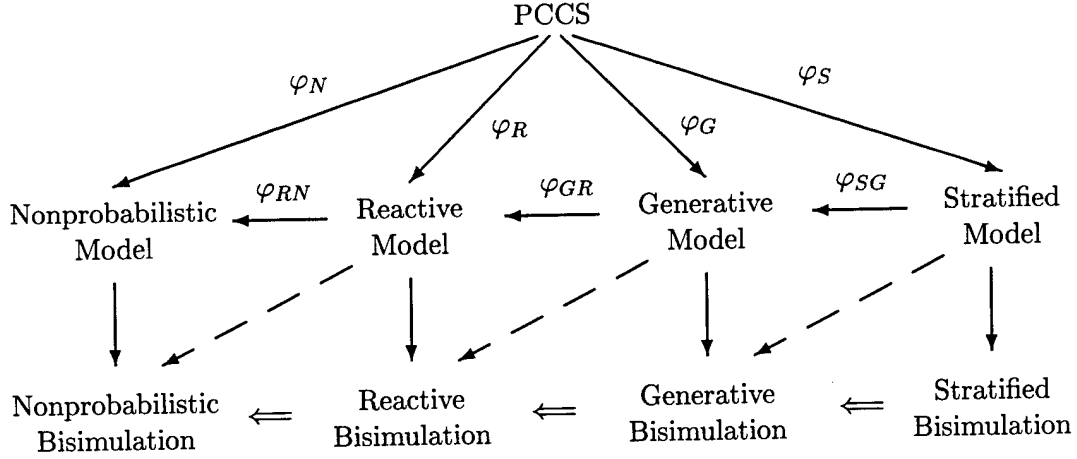 PCCS
φN
φS
φR
φG
φRN
φGR
φSG
Nonprobabilistic
Model
Reactive
Model
Generative
Model
Stratified
Model
Nonprobabilistic
Bisimulation
⇐
Reactive
Bisimulation
⇐
Generative
Bisimulation
⇐
Stratified
Bisimulation